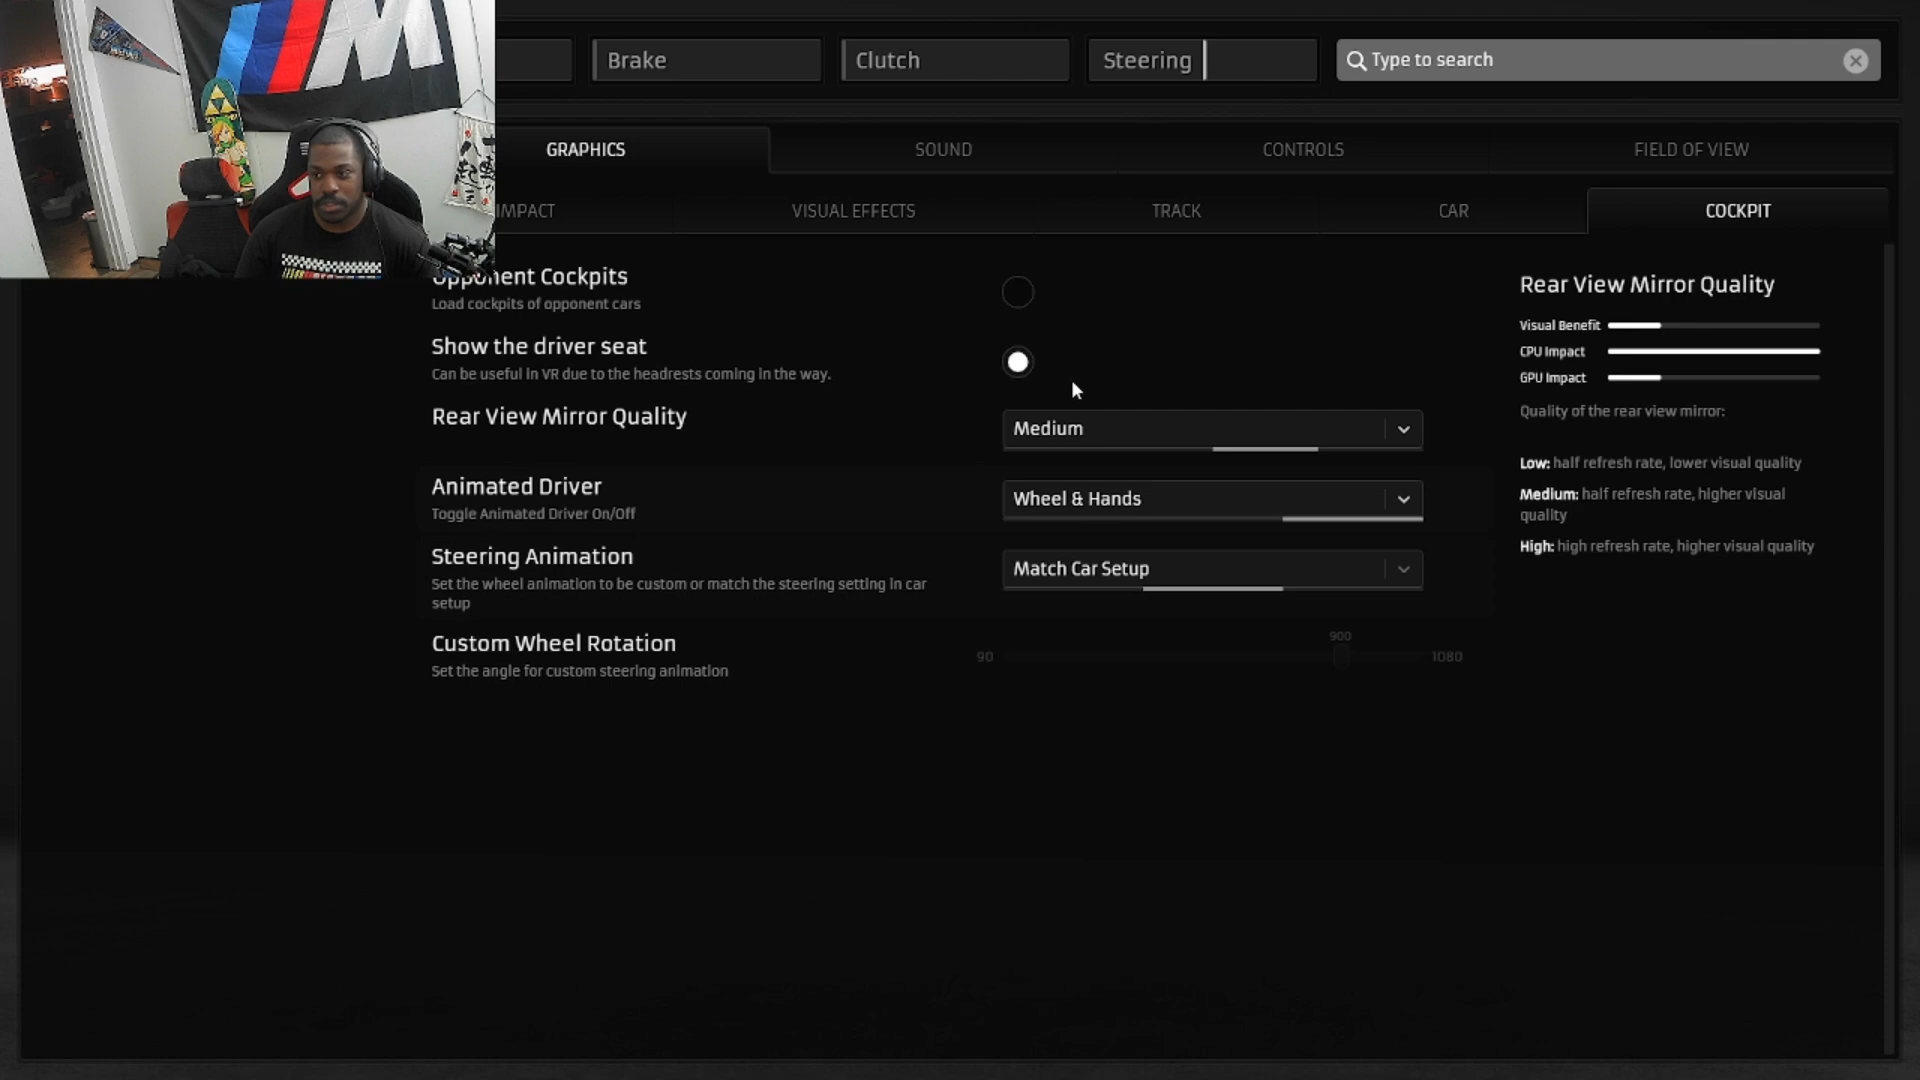 Brake
Clutch
Steering
Type to search
GRAPHICS
SOUND
CONTROLS
FIELD OF VIEW
IMPACT
VISUAL EFFECTS
TRACK
CAR
COCKPIT
Opponent Cockpits
Load cockpits of opponent cars
Show the driver seat
Can be useful in VR due to the headrests coming in the way.
Rear View Mirror Quality
Medium
Animated Driver
Toggle Animated Driver On/Off
Wheel & Hands
Steering Animation
Set the wheel animation to be custom or match the steering setting in car
setup
Match Car Setup
Custom Wheel Rotation
Set the angle for custom steering animation
90
900
1080
Rear View Mirror Quality
Visual Benefit
CPU Impact
GPU Impact
Quality of the rear view mirror:
Low: half refresh rate, lower visual quality
Medium: half refresh rate, higher visual
quality
High: high refresh rate, higher visual quality